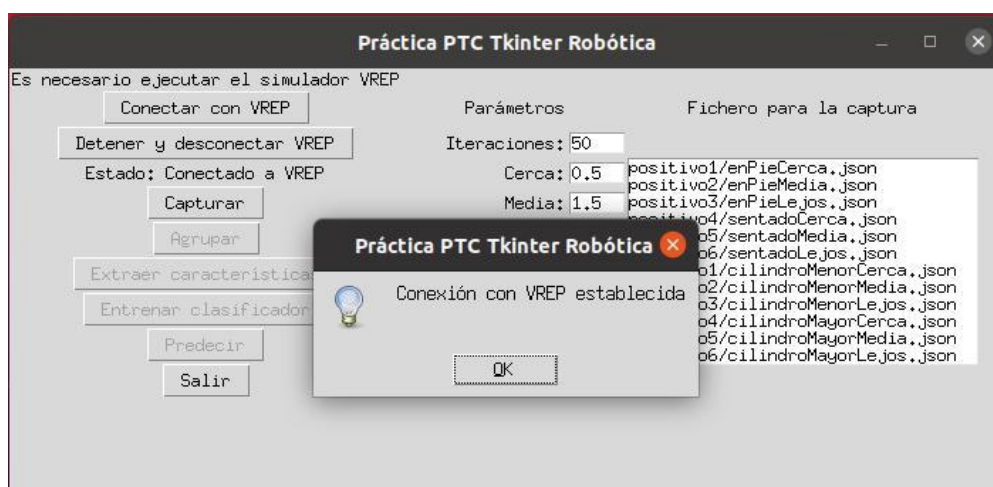 Práctica PTC Tkinter Robótica
Es necesario ejecutar el simulador VREP
Conectar con VREP
Parámetros
Fichero para la captura
Detener y desconectar VREP
Iteraciones: 50
Estado: Conectado a VREP
Cerca: 0.5
Capturar
Media: 1.5
positivo1/enPieCerca.json
positivo2/enPieMedia.json
positivo3/enPieLejos.json
positivo4/sentadoCerca.json
o5/sentadoMedia.json
o6/sentadoLejos.json
o1/cilindroMenorCerca.json
o2/cilindroMenorMedia.json
o3/cilindroMenorLejos.json
o4/cilindroMayorCerca.json
o5/cilindroMayorMedia.json
o6/cilindroMayorLejos.json
Agrupar
Extraer característica
Entrenar clasificador
Predecir
Salir
Práctica PTC Tkinter Robótica
Conexión con VREP establecida
OK